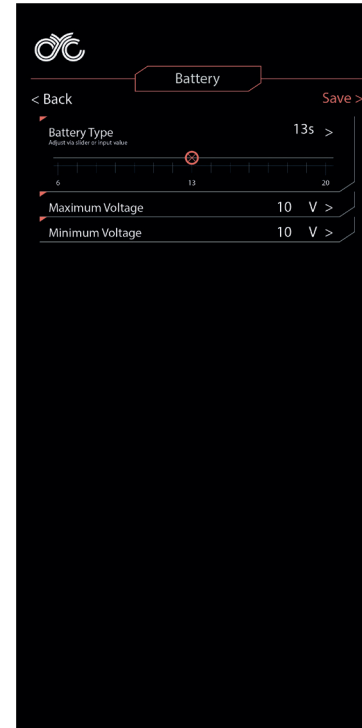 CYC
Battery
< Back Save >
Battery Type 13s >
Adjust via slider or input value
6 13 20
Maximum Voltage 10 V >
Minimum Voltage 10 V >